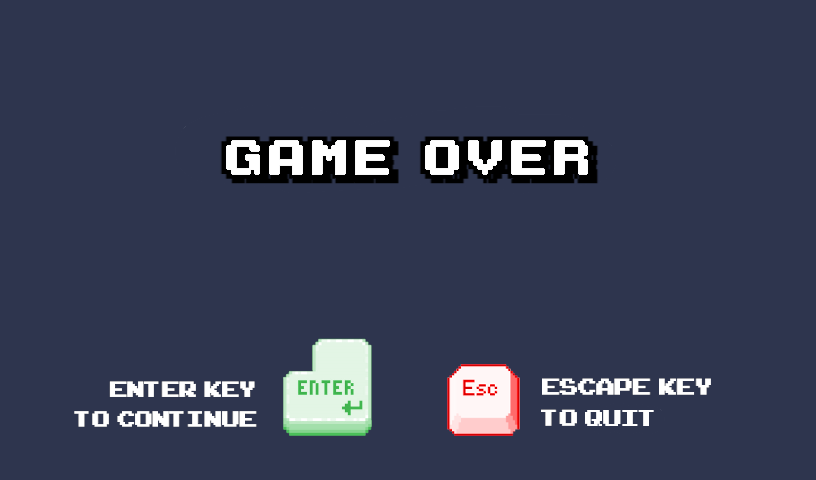 GAME OVER
ENTER KEY
TO CONTINUE
ENTER
Esc
ESCAPE KEY
TO QUIT